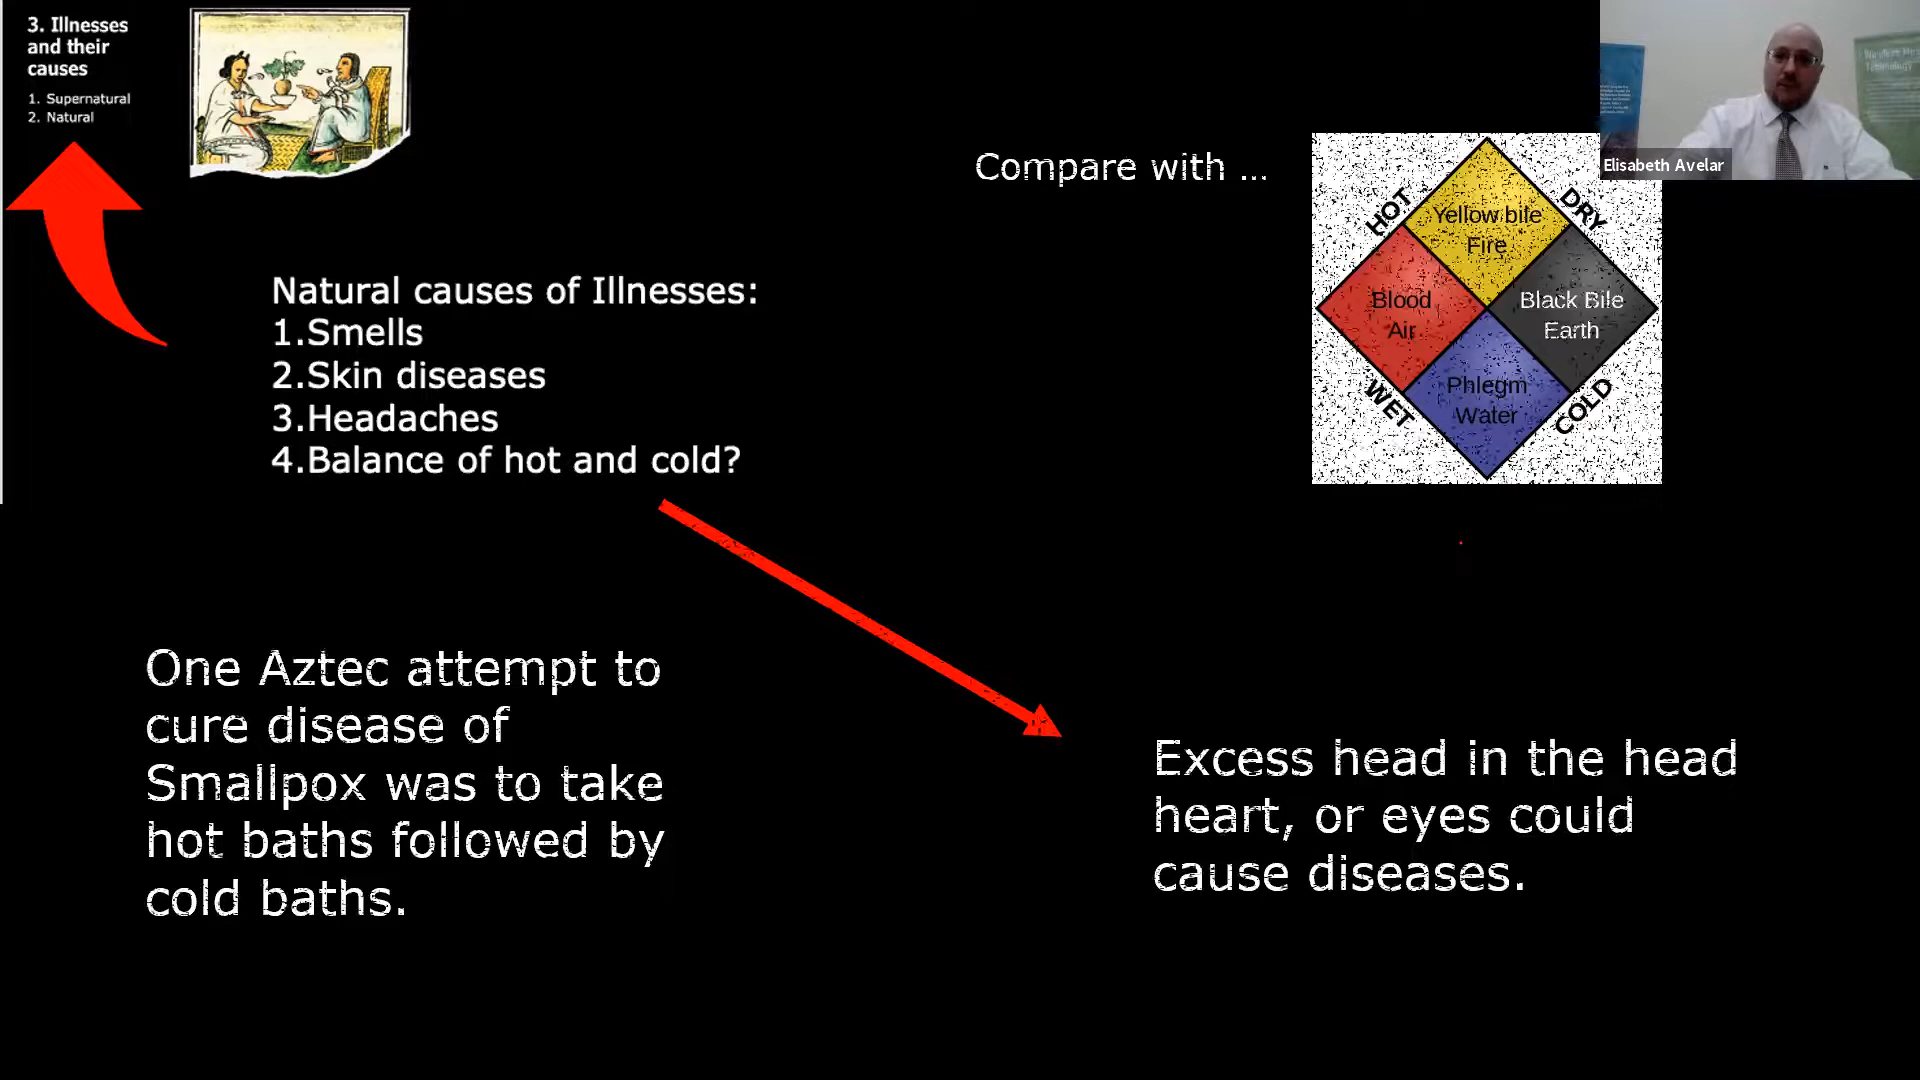 3. Illnesses
and their
causes
1. Supernatural
2. Natural
Compare with ...
HOT
DRY
Yellow bile
Fire
Blood
Air
Black Bile
Earth
Phlegm
Water
WET
COLD
Elisabeth Avelar
Natural causes of Illnesses:
1.Smells
2.Skin diseases
3.Headaches
4.Balance of hot and cold?
One Aztec attempt to
cure disease of
Smallpox was to take
hot baths followed by
cold baths.
Excess head in the head
heart, or eyes could
cause diseases.